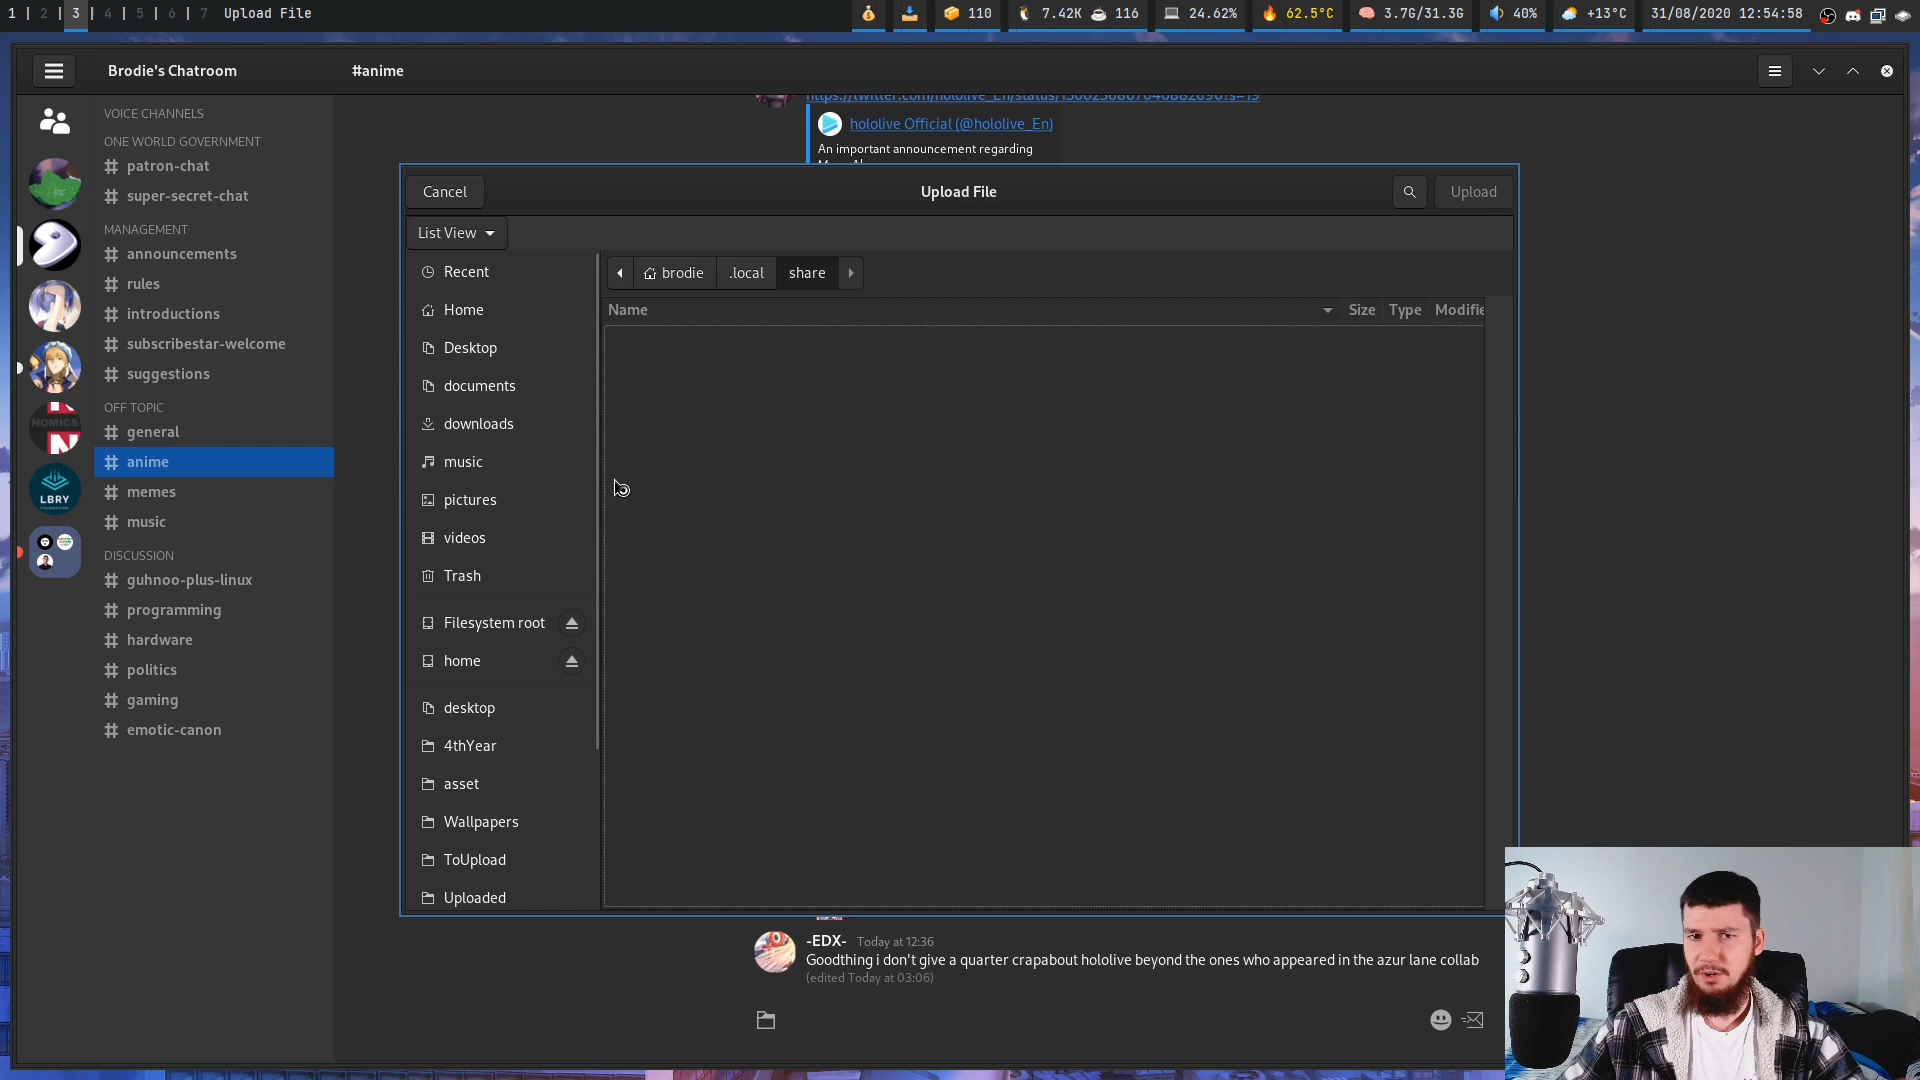 1 | 2 | 3 | 4 | 5 | 6 | 7 Upload File
110
7.42K 116
24.62%
62.5°C
3.7G/31.3G
40%
+13°C
31/08/2020 12:54:58
Brodie's Chatroom
#anime
VOICE CHANNELS
ONE WORLD GOVERNMENT
patron-chat
super-secret-chat
MANAGEMENT
announcements
rules
introductions
subscribestar-welcome
suggestions
OFF TOPIC
general
anime
memes
music
DISCUSSION
guhnoo-plus-linux
programming
hardware
politics
gaming
emotic-canon
NOMICS
N
LBRY
hololive Official (@hololive_En)
An important announcement regarding
Cancel
Upload File
Upload
List View
Recent
Home
Desktop
documents
downloads
music
pictures
videos
Trash
Filesystem root
home
desktop
4thYear
asset
Wallpapers
ToUpload
Uploaded
brodie
.local
share
Name
Size
Type
Modifie
-EDX- Today at 12:36
Goodthing i don't give a quarter crapabout hololive beyond the ones who appeared in the azur lane collab
(edited Today at 03:06)